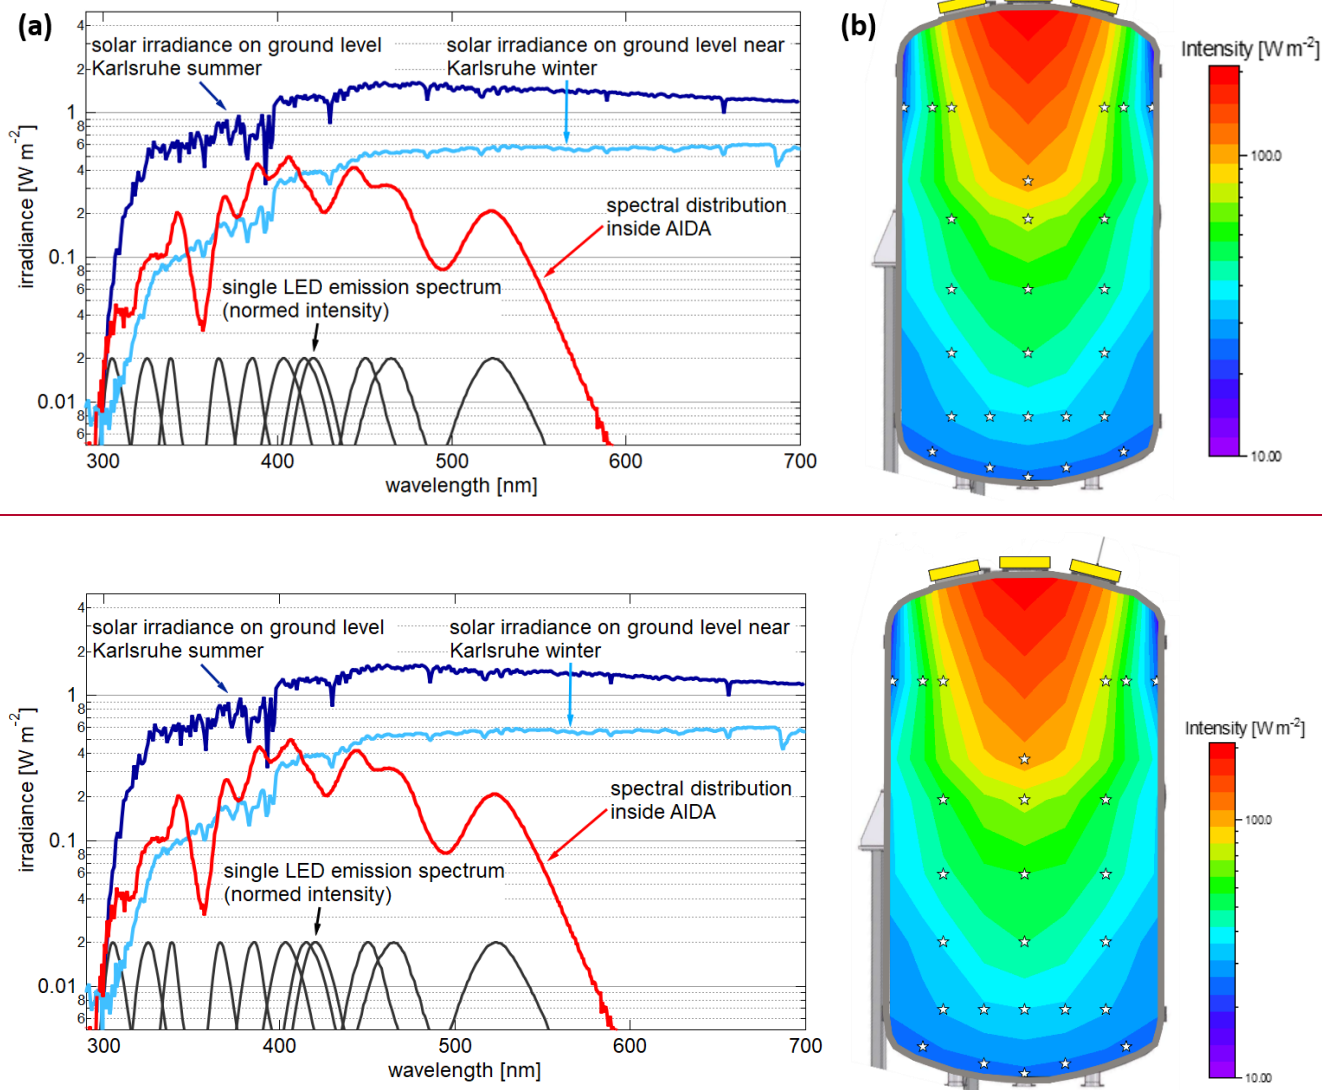 (a)
4
2
1
8
6
4
2
0.1
8
6
4
2
0.01
8
6
irradiance [W m-2]
solar irradiance on ground level
Karlsruhe summer
solar irradiance on ground level near
Karlsruhe winter
spectral distribution
inside AIDA
single LED emission spectrum
(normed intensity)
300
400
500
600
700
wavelength [nm]
(b)
Intensity [W m-2]
100.0
10.00
4
2
1
8
6
4
2
0.1
8
6
4
2
0.01
8
6
irradiance [W m-2]
solar irradiance on ground level
Karlsruhe summer
solar irradiance on ground level near
Karlsruhe winter
spectral distribution
inside AIDA
single LED emission spectrum
(normed intensity)
300
400
500
600
700
wavelength [nm]
Intensity [W m-2]
100.0
10.00